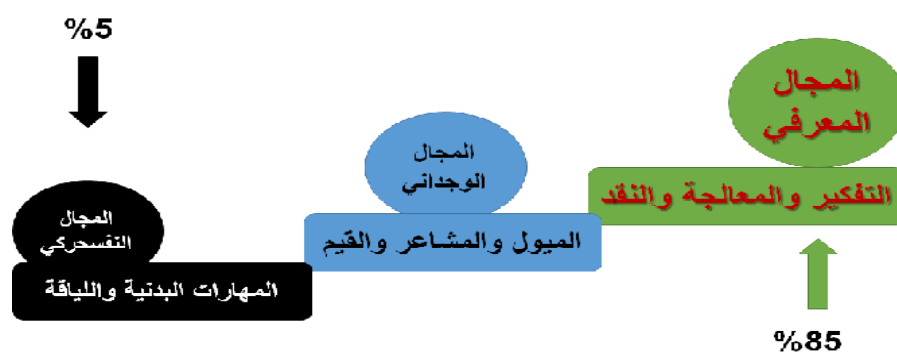 المجال
المعرفي
التفكير والمعالجة والنقد
%85
المجال
الوجداني
الميول والمشاعر والقيم
%5
المجال
النفسحركي
المهارات البدنية واللياقة